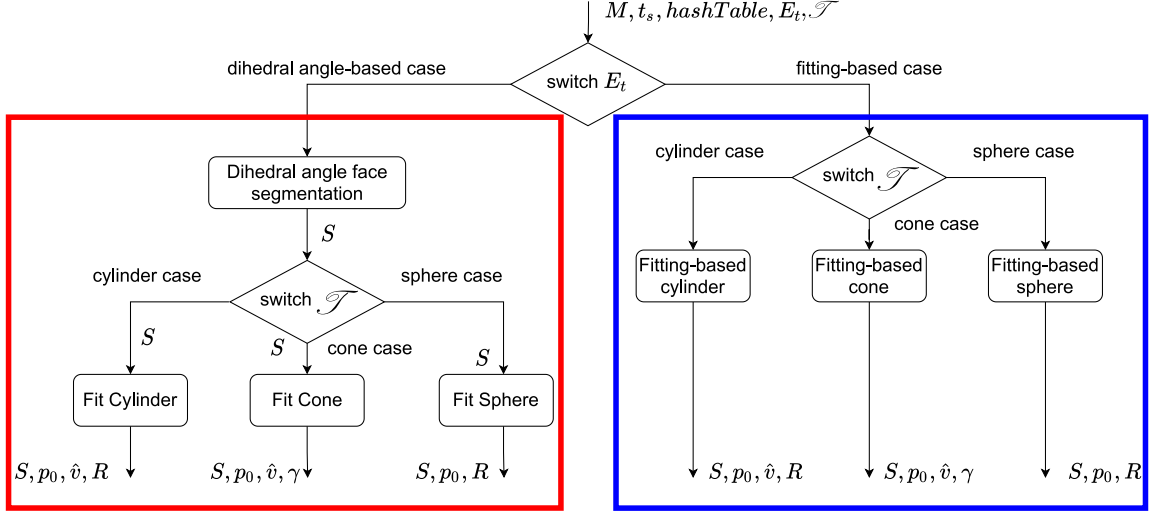 M, t_s, hashTable, E_t, 𝒯
dihedral angle-based case
switch E_t
fitting-based case
Dihedral angle face
segmentation
S
cylinder case
switch 𝒯
sphere case
S
S
cone case
S
Fit Cylinder
Fit Cone
Fit Sphere
S, p_0, v̂, R
S, p_0, v̂, γ
S, p_0, R
cylinder case
switch 𝒯
sphere case
cone case
Fitting-based
cylinder
Fitting-based
cone
Fitting-based
sphere
S, p_0, v̂, R
S, p_0, v̂, γ
S, p_0, R